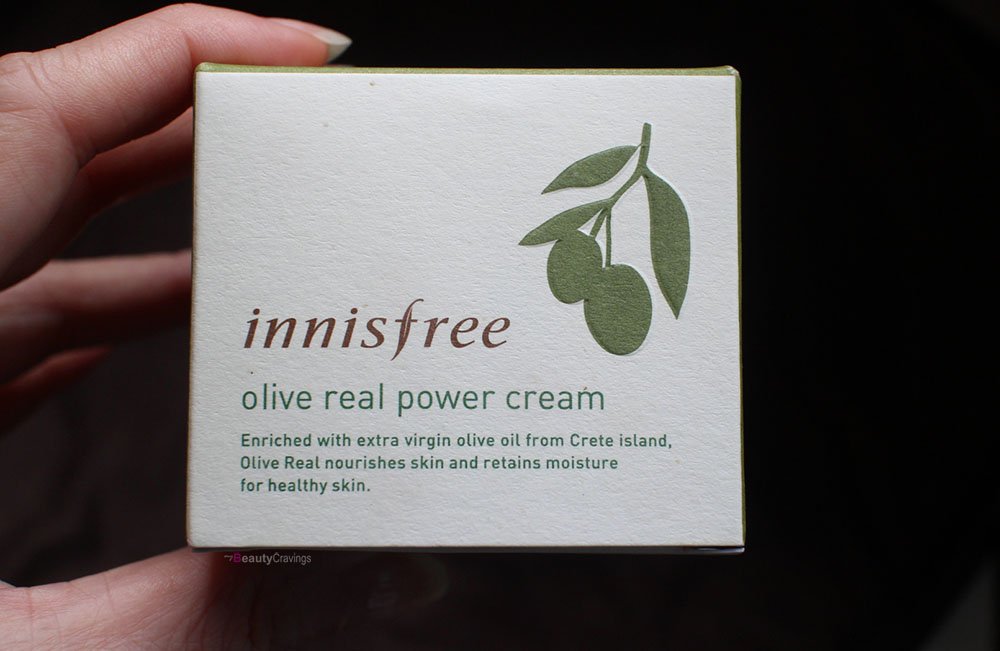 innisfree
olive real power cream
Enriched with extra virgin olive oil from Crete island,
Olive Real nourishes skin and retains moisture
for healthy skin.
BeautyCravings